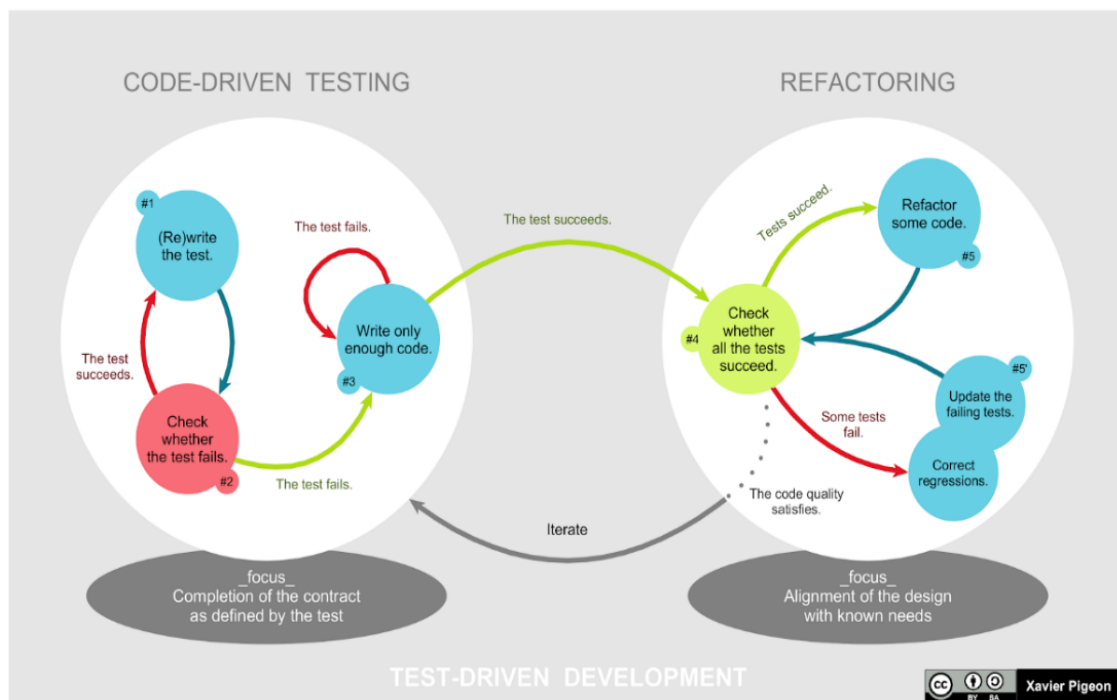 CODE-DRIVEN TESTING
#1
(Re)write
the test.
The test
succeeds.
Check
whether
the test fails.
#2
The test fails.
The test fails.
Write only
enough code.
#3
The test succeeds.
REFACTORING
Tests succeed.
Refactor
some code.
#5
#4
Check
whether
all the tests
succeed.
#5'
Update the
failing tests.
Some tests
fail.
Correct
regressions.
The code quality
satisfies.
Iterate
_focus_
Completion of the contract
as defined by the test
_focus_
Alignment of the design
with known needs
TEST-DRIVEN DEVELOPMENT
cc
BY SA
Xavier Pigeon